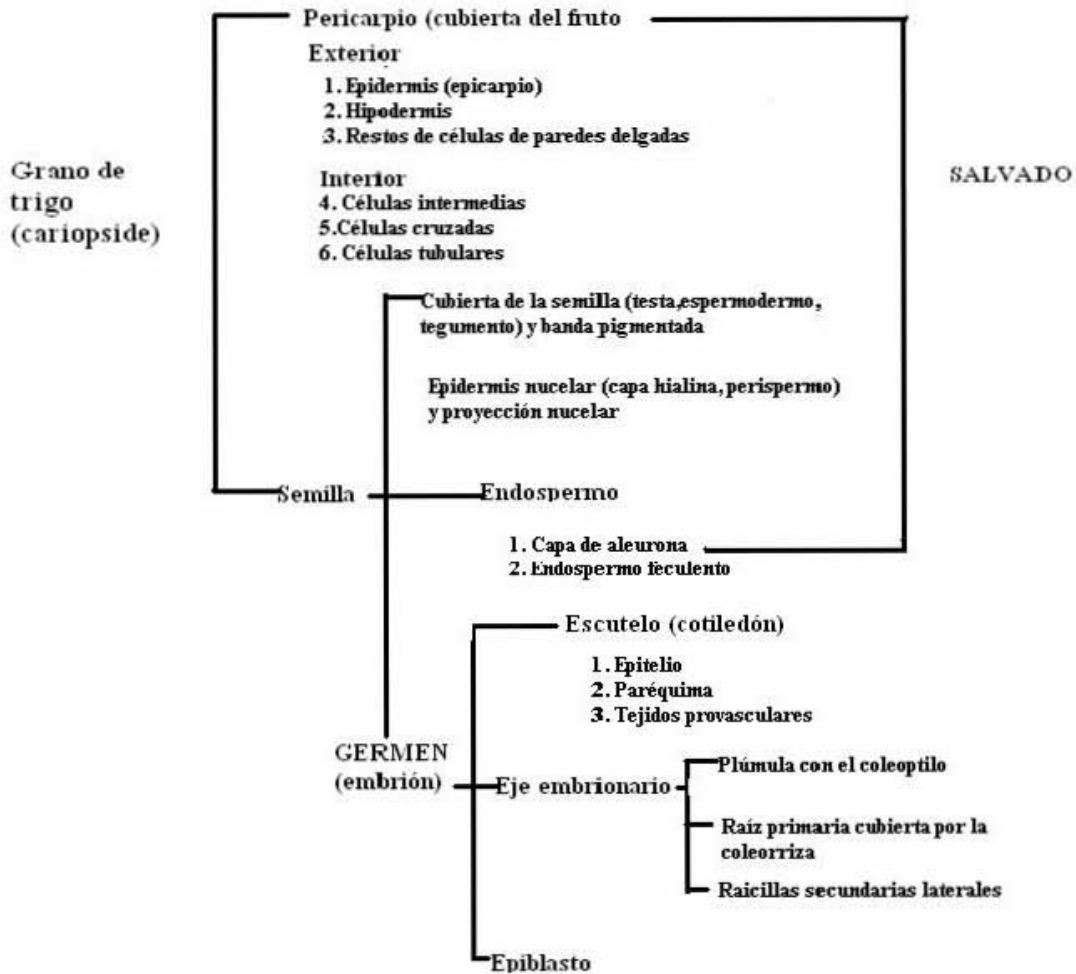 Pericarpio (cubierta del fruto
Exterior
1. Epidermis (epicarpio)
2. Hipodermis
3. Restos de células de paredes delgadas
Grano de
trigo
(cariopside)
SALVADO
Interior
4. Células intermedias
5.Células cruzadas
6. Células tubulares
Cubierta de la semilla (testa,espermodermo,
tegumento) y banda pigmentada
Epidermis nucelar (capa hialina, perispermo)
y proyección nucelar
Semilla
Endospermo
1. Capa de aleurona
2. Endospermo feculento
Escutelo (cotiledón)
1. Epitelio
2. Paréquima
3. Tejidos provasculares
GERMEN
(embrión)
Eje embrionario
Plúmula con el coleoptilo
Raíz primaria cubierta por la
coleorriza
Raicillas secundarias laterales
Epiblasto